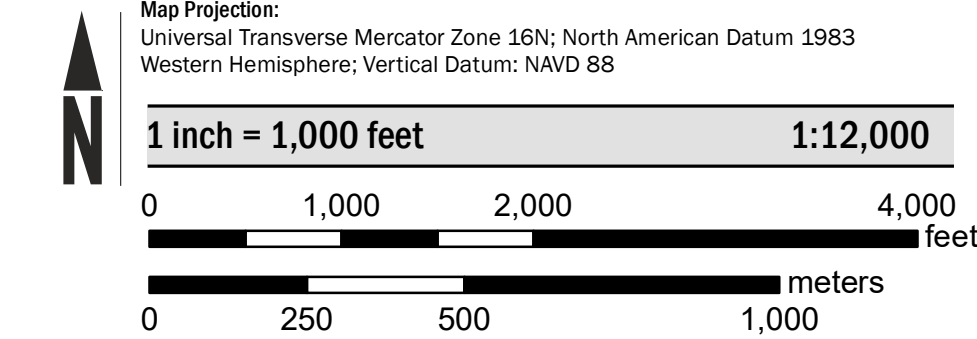 Map Projection:
Universal Transverse Mercator Zone 16N; North American Datum 1983
Western Hemisphere; Vertical Datum: NAVD 88
N
1 inch = 1,000 feet 1:12,000
0 1,000 2,000 4,000
feet
meters
0 250 500 1,000